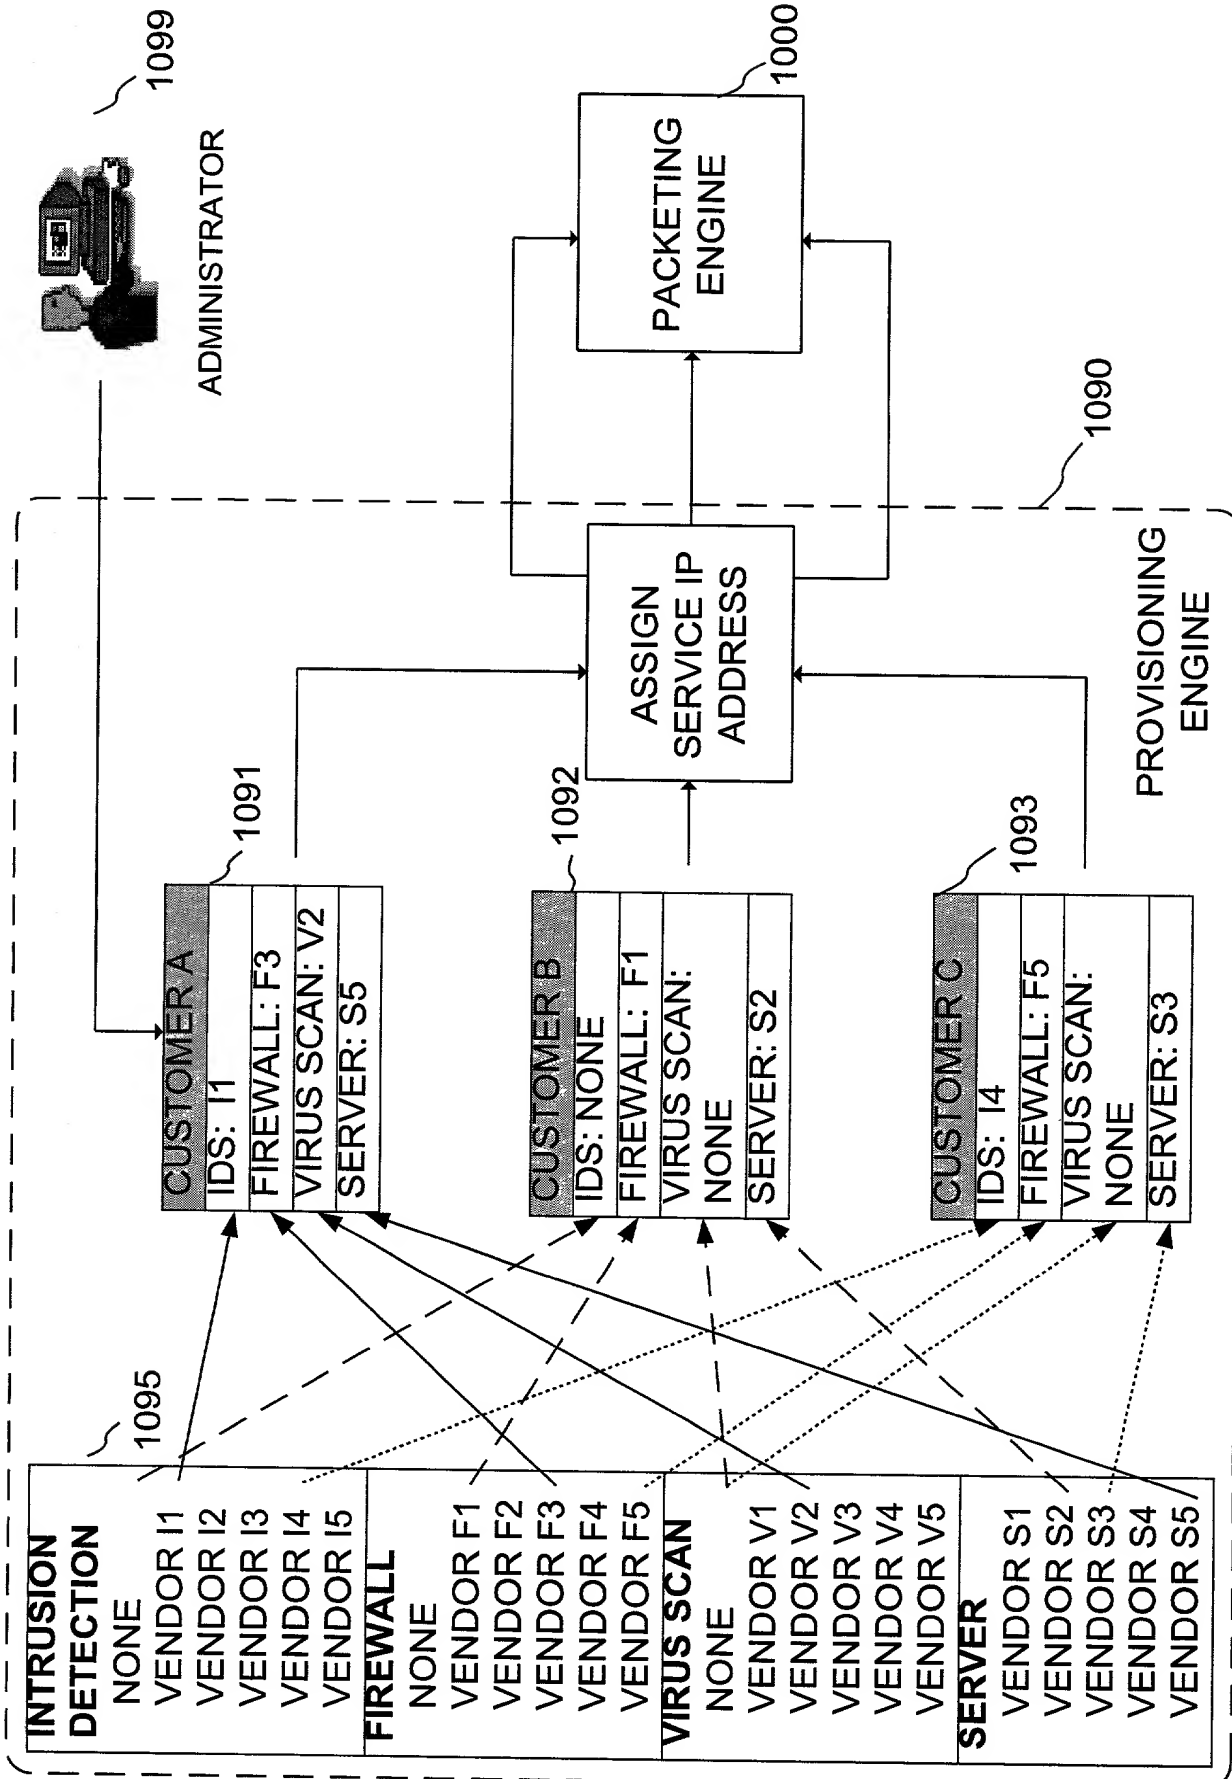 INTRUSION
DETECTION
NONE
VENDOR I1
VENDOR I2
VENDOR I3
VENDOR I4
VENDOR I5
FIREWALL
NONE
VENDOR F1
VENDOR F2
VENDOR F3
VENDOR F4
VENDOR F5
VIRUS SCAN
NONE
VENDOR V1
VENDOR V2
VENDOR V3
VENDOR V4
VENDOR V5
SERVER
VENDOR S1
VENDOR S2
VENDOR S3
VENDOR S4
VENDOR S5
1095
CUSTOMER A
IDS: I1
FIREWALL: F3
VIRUS SCAN: V2
SERVER: S5
1091
CUSTOMER B
IDS: NONE
FIREWALL: F1
VIRUS SCAN:
NONE
SERVER: S2
1092
CUSTOMER C
IDS: I4
FIREWALL: F5
VIRUS SCAN:
NONE
SERVER: S3
1093
ASSIGN
SERVICE IP
ADDRESS
PROVISIONING
ENGINE
1090
ADMINISTRATOR
1099
PACKETING
ENGINE
1000